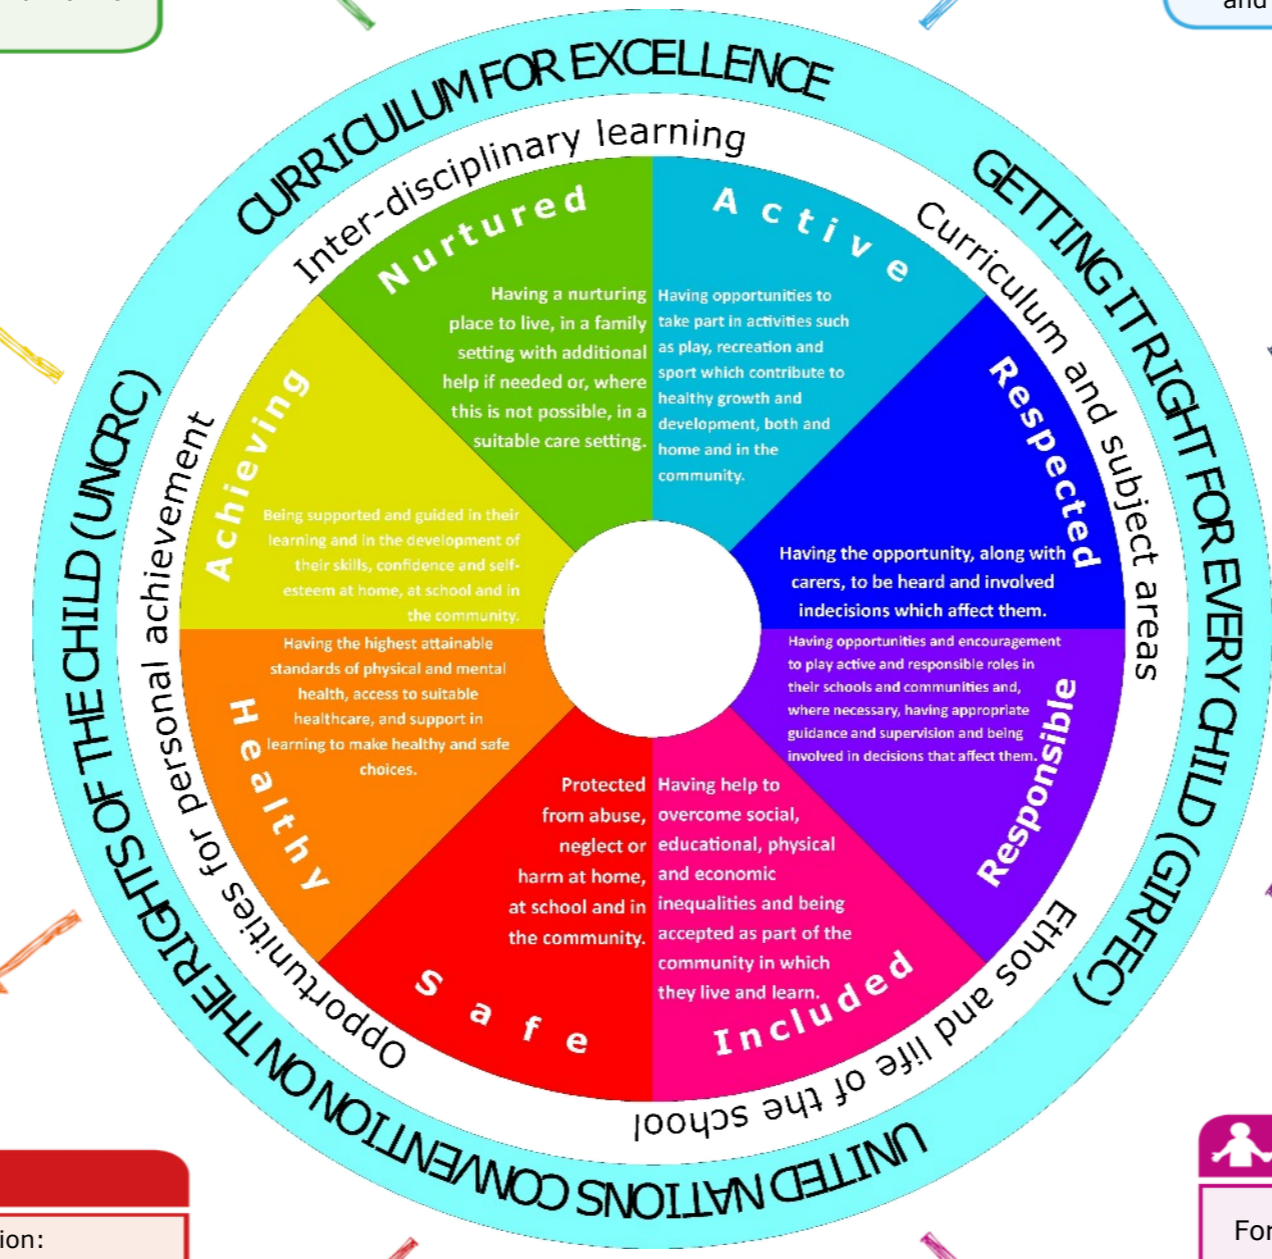 and
CURRICULUM FOR EXCELLENCE
GETTING IT RIGHT FOR EVERY CHILD (GIRFEC)
UNITED NATIONS CONVENTION ON THE RIGHTS OF THE CHILD (UNCRC)
Inter-disciplinary learning
Curriculum and subject areas
Ethos and life of the school
Opportunities for personal achievement
Nurtured
Having a nurturing
place to live, in a family
setting with additional
help if needed or, where
this is not possible, in a
suitable care setting.
Active
Having opportunities to
take part in activities such
as play, recreation and
sport which contribute to
healthy growth and
development, both and
home and in the
community.
Respected
Having the opportunity, along with
carers, to be heard and involved
indecisions which affect them.
Responsible
Having opportunities and encouragement
to play active and responsible roles in
their schools and communities and,
where necessary, having appropriate
guidance and supervision and being
involved in decisions that affect them.
Included
Having help to
overcome social,
educational, physical
and economic
inequalities and being
accepted as part of the
community in which
they live and learn.
Safe
Protected
from abuse,
neglect or
harm at home,
at school and in
the community.
Healthy
Having the highest attainable
standards of physical and mental
health, access to suitable
healthcare, and support in
learning to make healthy and safe
choices.
Achieving
Being supported and guided in their
learning and in the development of
their skills, confidence and self-
esteem at home, at school and in
the community.
ion:
For